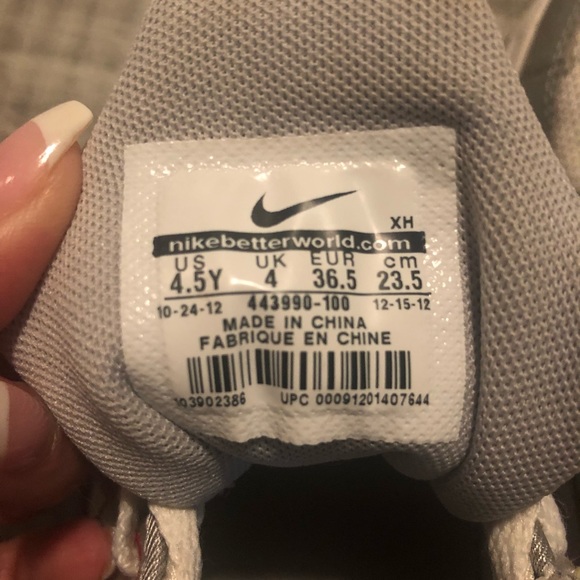 XH
nikebetterworld.com
US UK EUR cm
4.5Y 4 36.5 23.5
10-24-12 443990-100 12-15-12
MADE IN CHINA
FABRIQUE EN CHINE
UPC 00091201407644